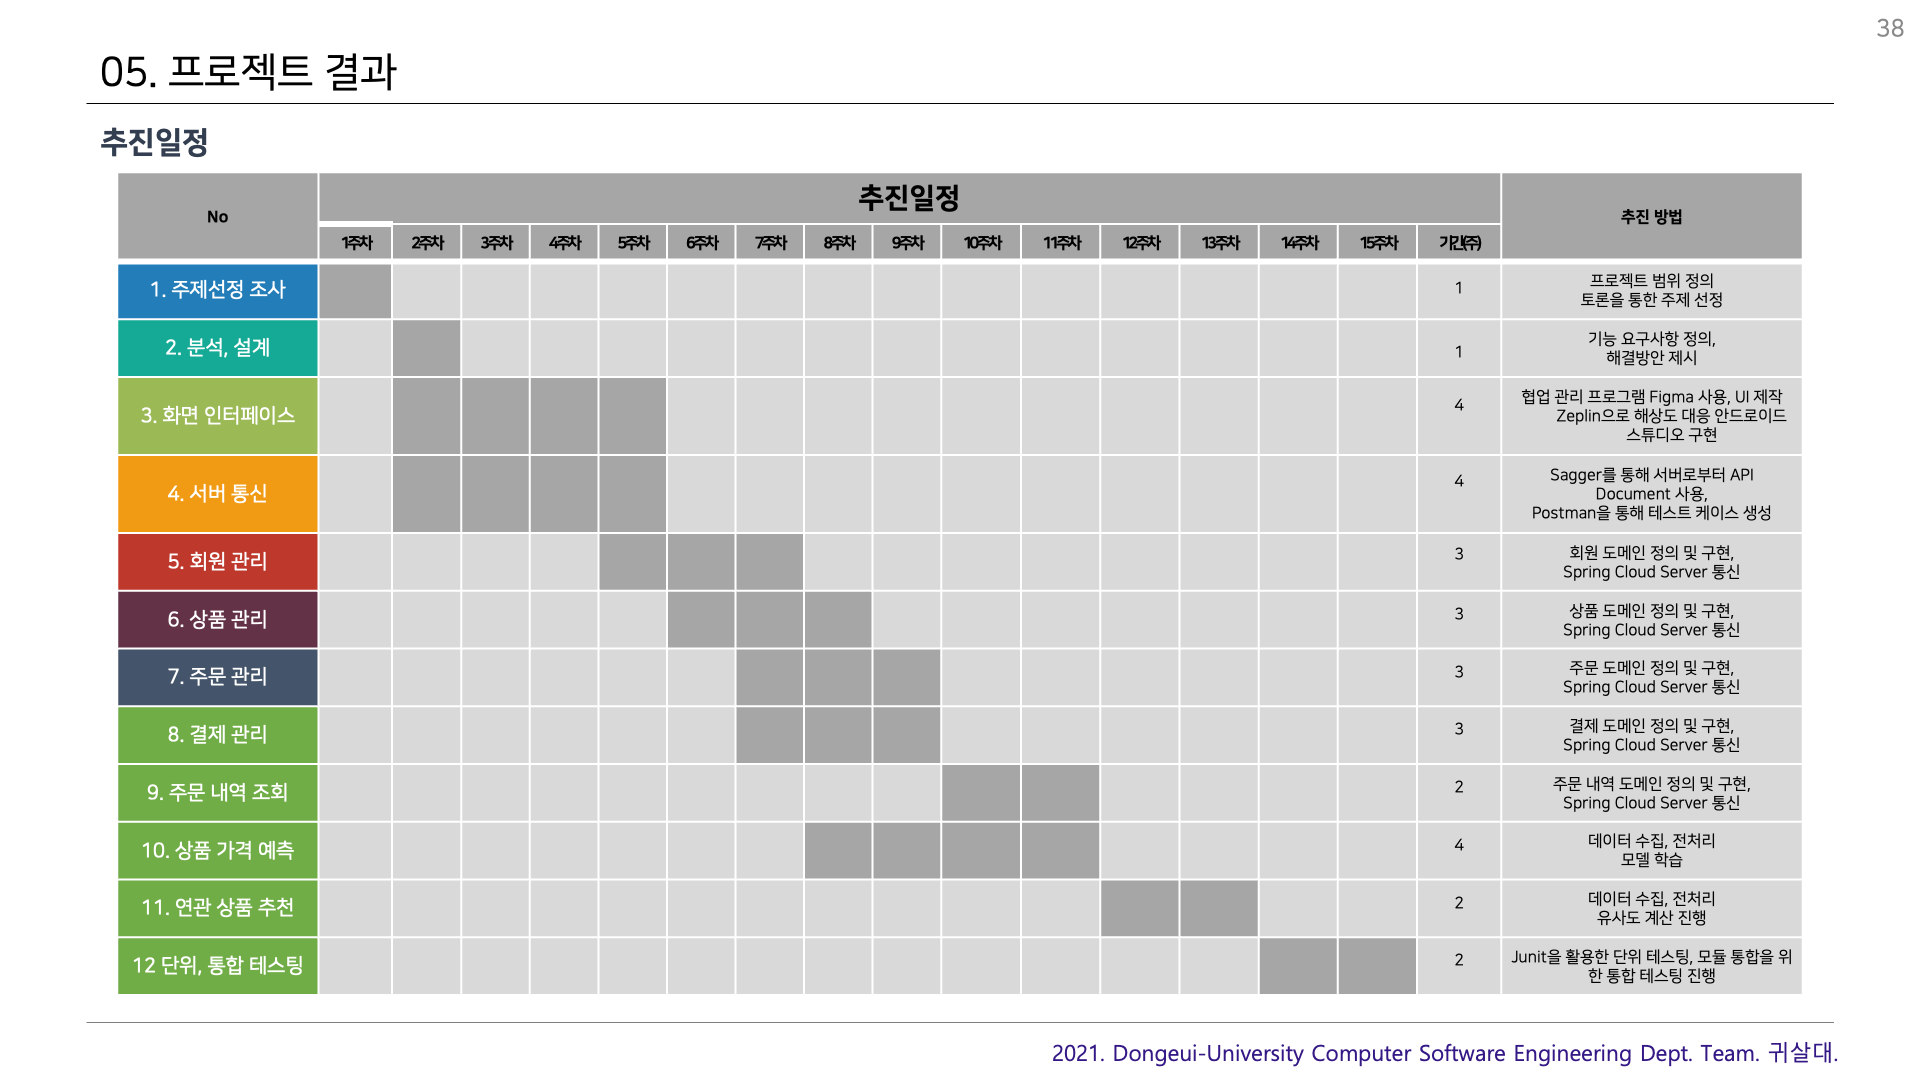 38
05. 프로젝트 결과
추진일정
No
추진일정
추진 방법
1주차 2주차 3주차 4주차 5주차 6주차 7주차 8주차 9주차 10주차 11주차 12주차 13주차 14주차 15주차 기간(주)
1. 주제선정 조사
1
프로젝트 범위 정의
토론을 통한 주제 선정
2. 분석, 설계
1
기능 요구사항 정의,
해결방안 제시
3. 화면 인터페이스
4
협업 관리 프로그램 Figma 사용, UI 제작
Zeplin으로 해상도 대응 안드로이드
스튜디오 구현
4. 서버 통신
4
Sagger를 통해 서버로부터 API
Document 사용,
Postman을 통해 테스트 케이스 생성
5. 회원 관리
3
회원 도메인 정의 및 구현,
Spring Cloud Server 통신
6. 상품 관리
3
상품 도메인 정의 및 구현,
Spring Cloud Server 통신
7. 주문 관리
3
주문 도메인 정의 및 구현,
Spring Cloud Server 통신
8. 결제 관리
3
결제 도메인 정의 및 구현,
Spring Cloud Server 통신
9. 주문 내역 조회
2
주문 내역 도메인 정의 및 구현,
Spring Cloud Server 통신
10. 상품 가격 예측
4
데이터 수집, 전처리
모델 학습
11. 연관 상품 추천
2
데이터 수집, 전처리
유사도 계산 진행
12 단위, 통합 테스팅
2
Junit을 활용한 단위 테스팅, 모듈 통합을 위
한 통합 테스팅 진행
2021. Dongeui-University Computer Software Engineering Dept. Team. 귀살대.